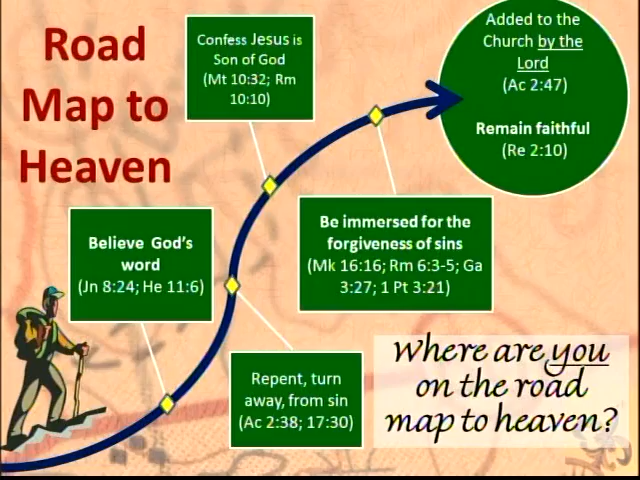 Road
Map to
Heaven
Confess Jesus is
Son of God
(Mt 10:32; Rm
10:10)
Added to the
Church by the
Lord
(Ac 2:47)
Remain faithful
(Re 2:10)
Believe God's
word
(Jn 8:24; He 11:6)
Be immersed for the
forgiveness of sins
(Mk 16:16; Rm 6:3-5; Ga
3:27; 1 Pt 3:21)
Repent, turn
away, from sin
(Ac 2:38; 17:30)
Where are you
on the road
map to heaven?